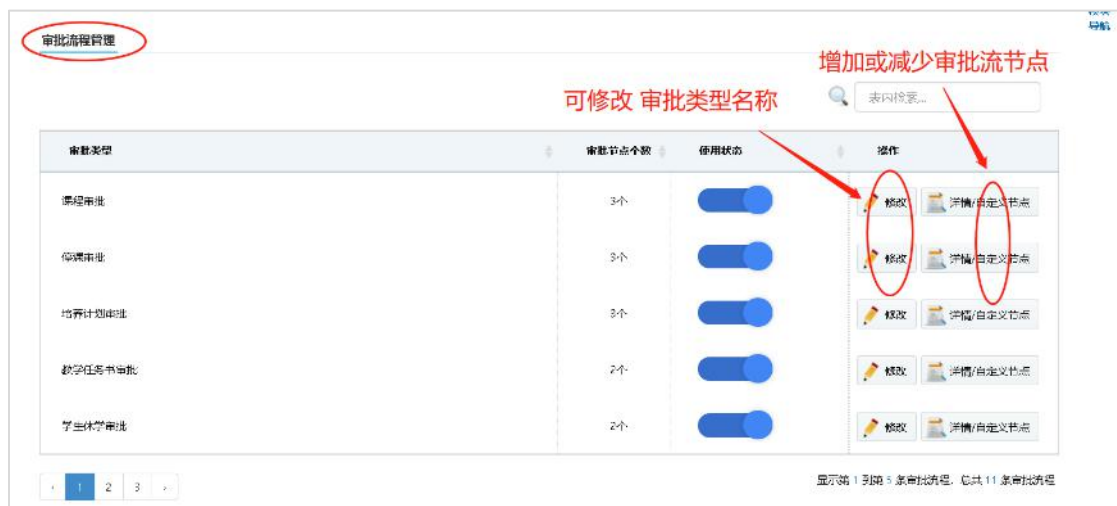 导航
审批流程管理
增加或减少审批流节点
可修改 审批类型名称
表内检索...
审批类型 审批节点个数 使用状态 操作
课程审批 3个 修改 详情/自定义节点
停课审批 3个 修改 详情/自定义节点
培养计划审批 3个 修改 详情/自定义节点
教学任务书审批 2个 修改 详情/自定义节点
学生休学审批 2个 修改 详情/自定义节点
‹ 1 2 3 ›
显示第 1 到第 5 条审批流程, 总共 11 条审批流程